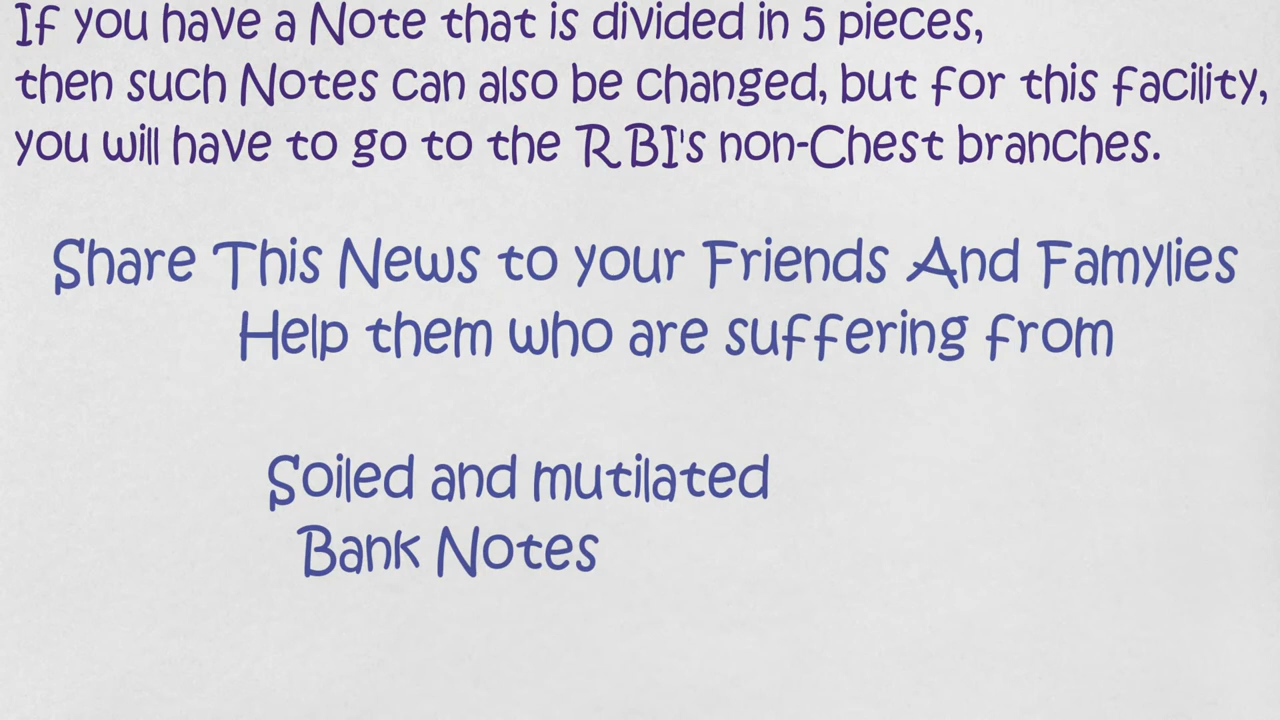 If you have a Note that is divided in 5 pieces,
then such Notes can also be changed, but for this facility,
you will have to go to the RBI's non-Chest branches.
Share This News to your Friends And Famylies
Help them who are suffering from
Soiled and mutilated
Bank Notes